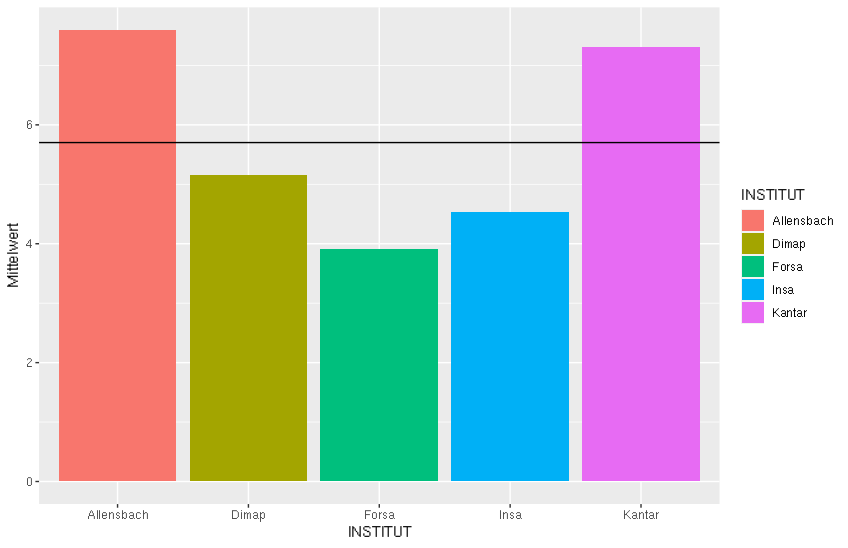 Mittelwert
6
4
2
0
Allensbach Dimap Forsa Insa Kantar
INSTITUT
INSTITUT
Allensbach
Dimap
Forsa
Insa
Kantar